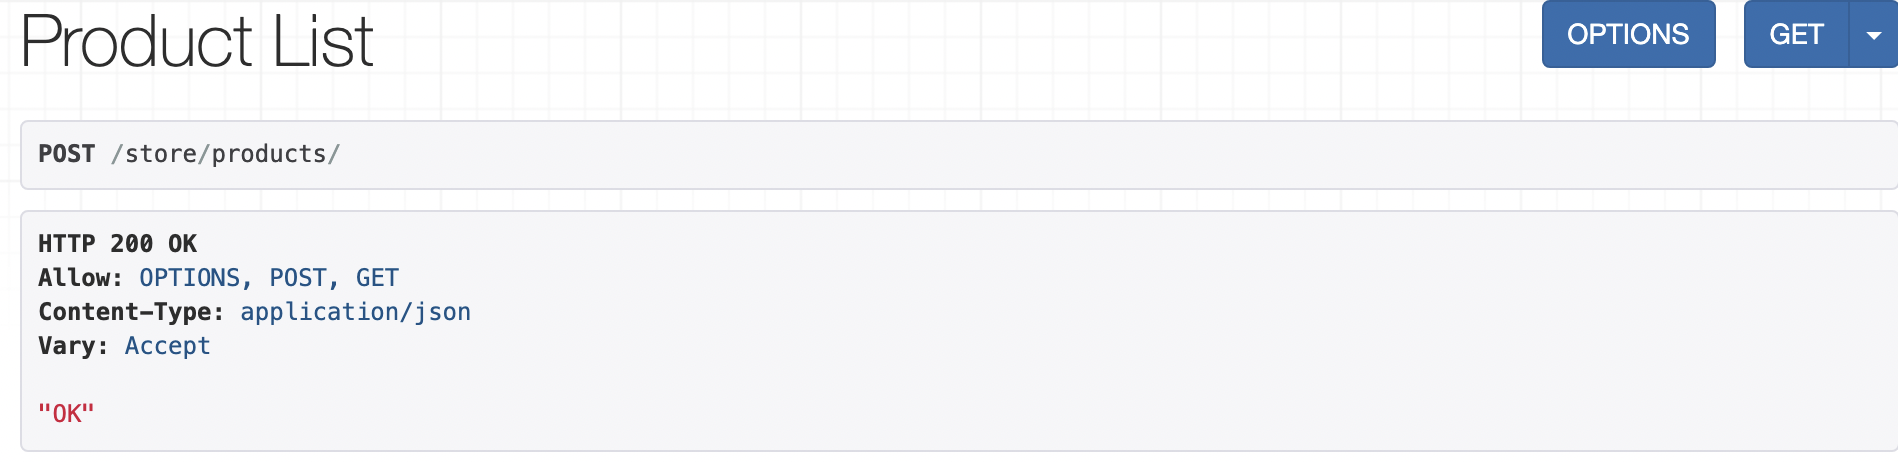 Product List
OPTIONS
GET
POST /store/products/
HTTP 200 OK
Allow: OPTIONS, POST, GET
Content-Type: application/json
Vary: Accept
"OK"